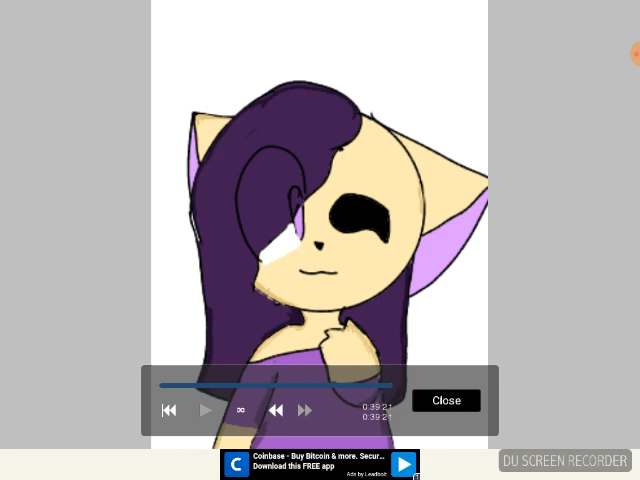 0:39:21
0:39:21
Close
Coinbase - Buy Bitcoin & more. Secur...
Download this FREE app
Ads by Leadbolt
DU SCREEN RECORDER